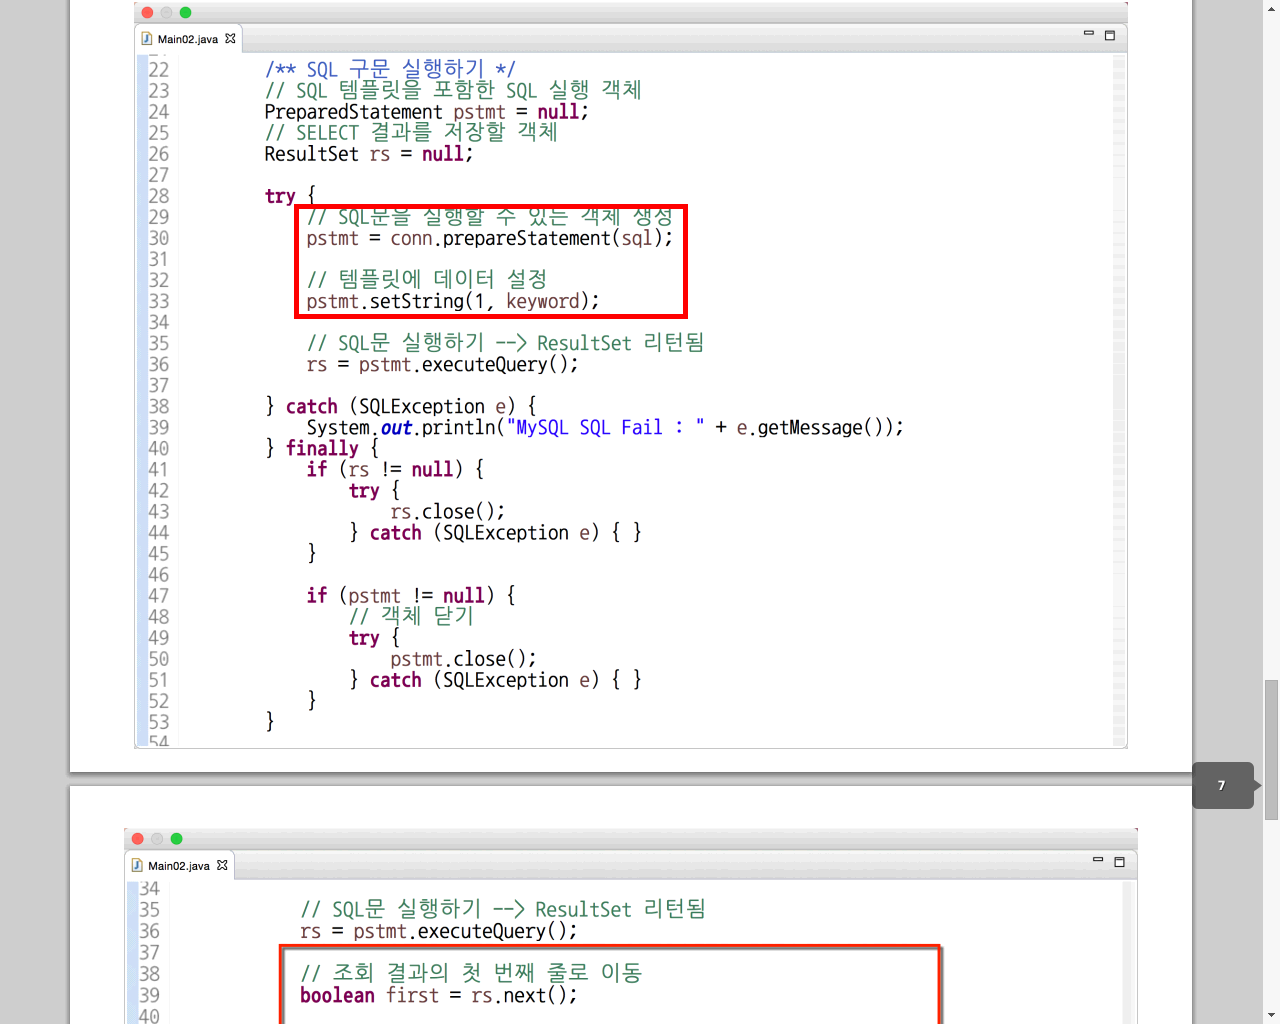 Main02.java
22 /** SQL 구문 실행하기 */
23 // SQL 템플릿을 포함한 SQL 실행 객체
24 PreparedStatement pstmt = null;
25 // SELECT 결과를 저장할 객체
26 ResultSet rs = null;
27
28 try {
29 // SQL문을 실행할 수 있는 객체 생성
30 pstmt = conn.prepareStatement(sql);
31
32 // 템플릿에 데이터 설정
33 pstmt.setString(1, keyword);
34
35 // SQL문 실행하기 --> ResultSet 리턴됨
36 rs = pstmt.executeQuery();
37
38 } catch (SQLException e) {
39 System.out.println("MySQL SQL Fail : " + e.getMessage());
40 } finally {
41 if (rs != null) {
42 try {
43 rs.close();
44 } catch (SQLException e) { }
45 }
46
47 if (pstmt != null) {
48 // 객체 닫기
49 try {
50 pstmt.close();
51 } catch (SQLException e) { }
52 }
53 }
54
7
Main02.java
34
35 // SQL문 실행하기 --> ResultSet 리턴됨
36 rs = pstmt.executeQuery();
37
38 // 조회 결과의 첫 번째 줄로 이동
39 boolean first = rs.next();
40